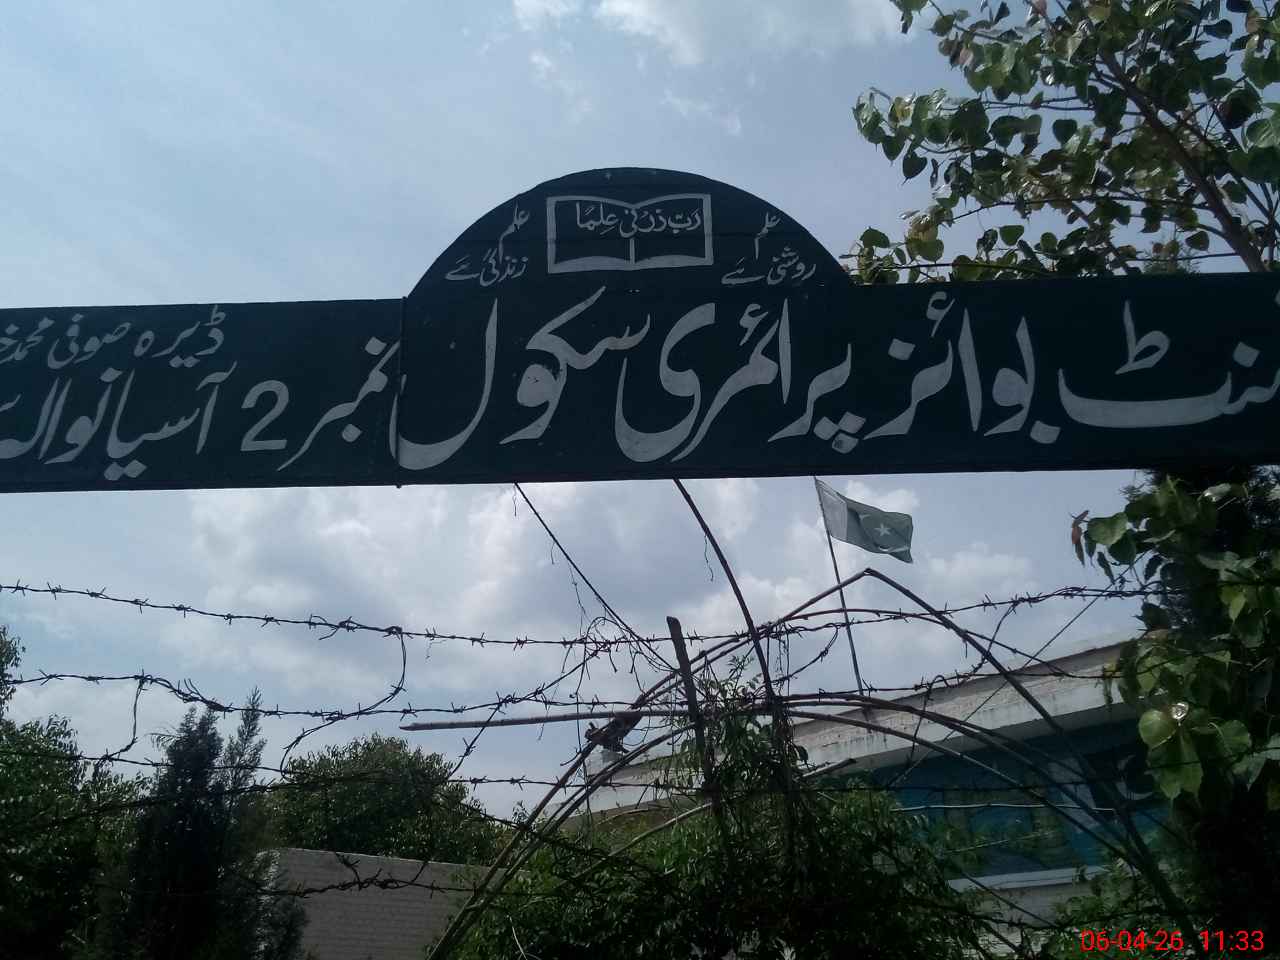 رَبِّ زِدْنِی عِلْمًا
علم روشنی ہے
علم زندگی ہے
بوائز پرائمری سکول نمبر 2 آسیانوالہ
ڈیرہ صوفی محمد
06-04-26 11:33